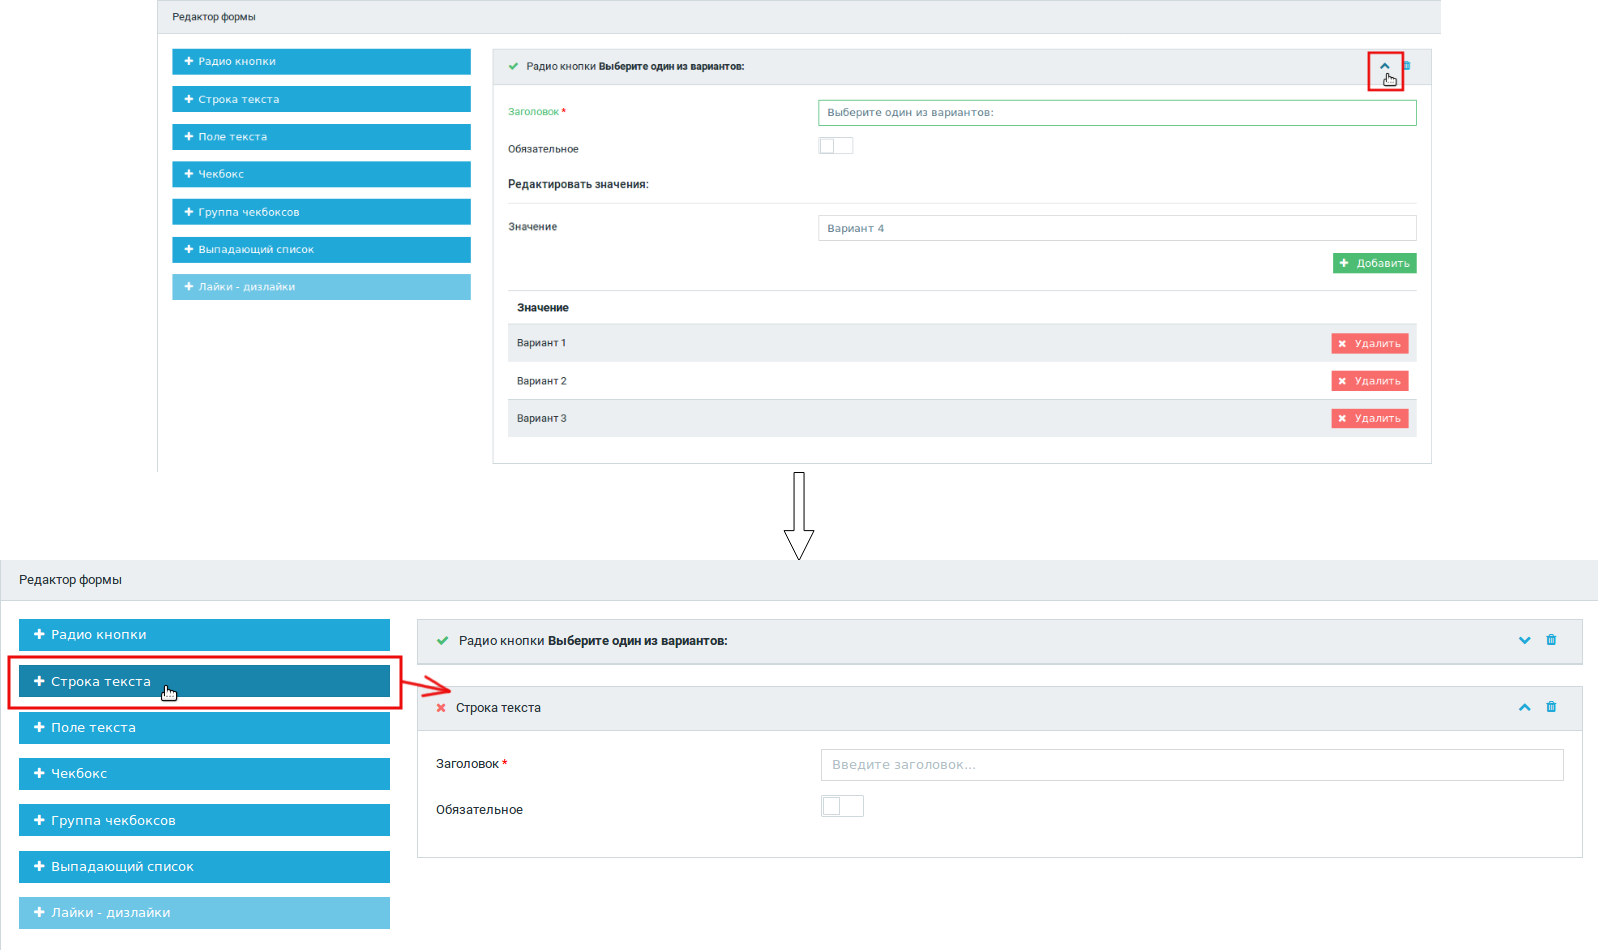 Редактор формы
Радио кнопки
Строка текста
Поле текста
Чекбокс
Группа чекбоксов
Выпадающий список
Лайки - дизлайки
Радио кнопки Выберите один из вариантов:
Заголовок *
Выберите один из вариантов:
Обязательное
Редактировать значения:
Значение
Вариант 4
Добавить
Значение
Вариант 1
Удалить
Вариант 2
Удалить
Вариант 3
Удалить
Редактор формы
Радио кнопки
Строка текста
Поле текста
Чекбокс
Группа чекбоксов
Выпадающий список
Лайки - дизлайки
Радио кнопки Выберите один из вариантов:
Строка текста
Заголовок *
Введите заголовок...
Обязательное